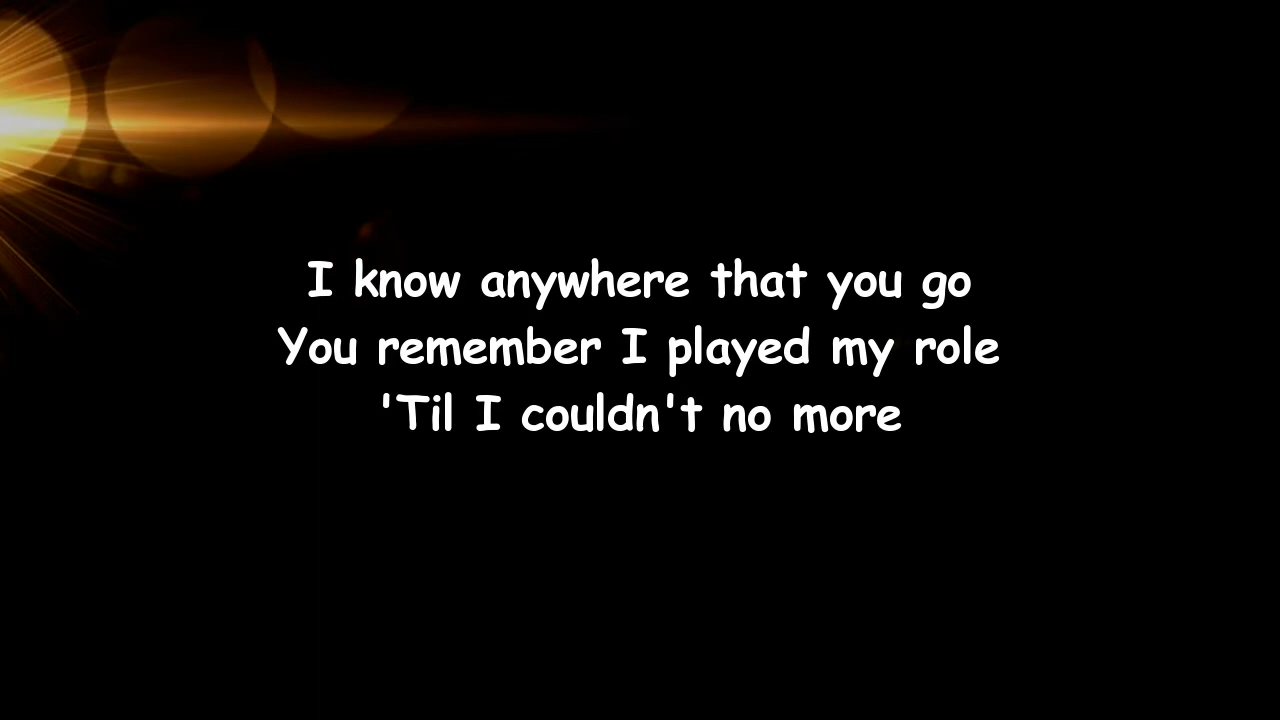 I know anywhere that you go
You remember I played my role
'Til I couldn't no more